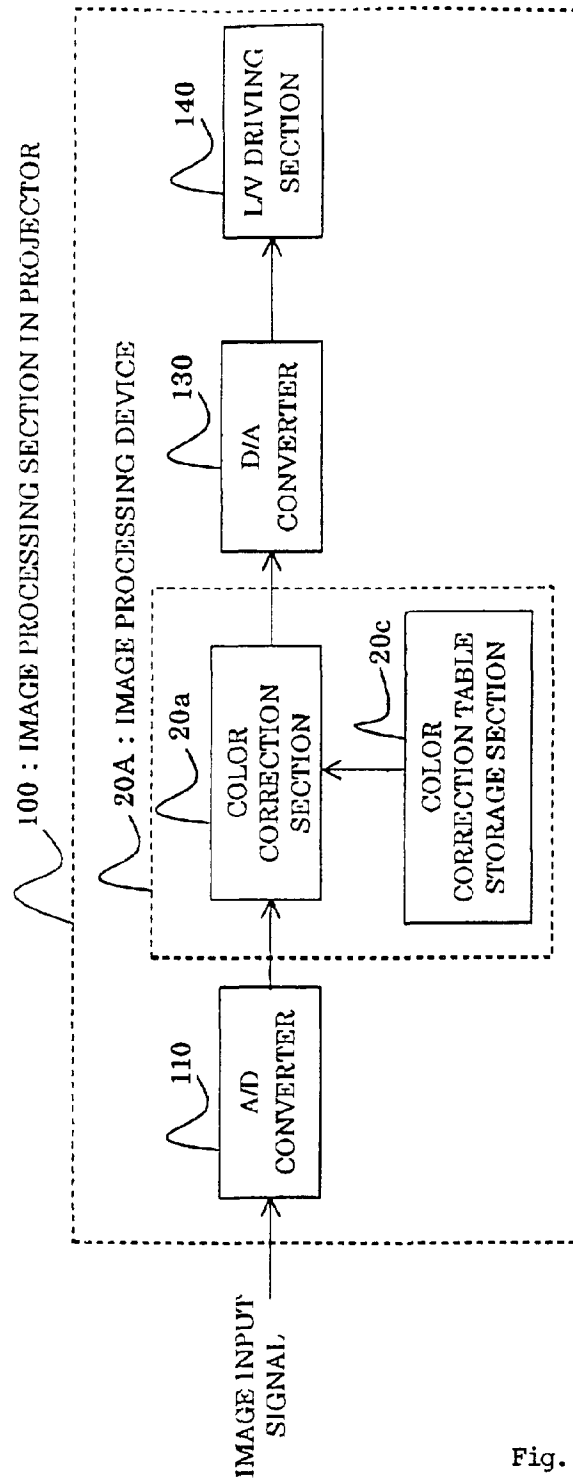 100 : IMAGE PROCESSING SECTION IN PROJECTOR
20A : IMAGE PROCESSING DEVICE
IMAGE INPUT
SIGNAL
110
A/D
CONVERTER
20a
COLOR
CORRECTION
SECTION
20c
COLOR
CORRECTION TABLE
STORAGE SECTION
130
D/A
CONVERTER
140
L/V DRIVING
SECTION
Fig.